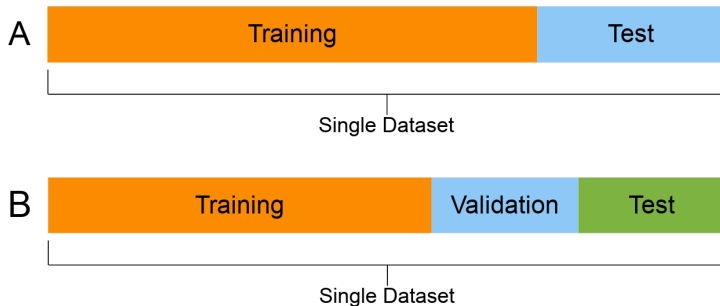 A Training Test
Single Dataset
B Training Validation Test
Single Dataset